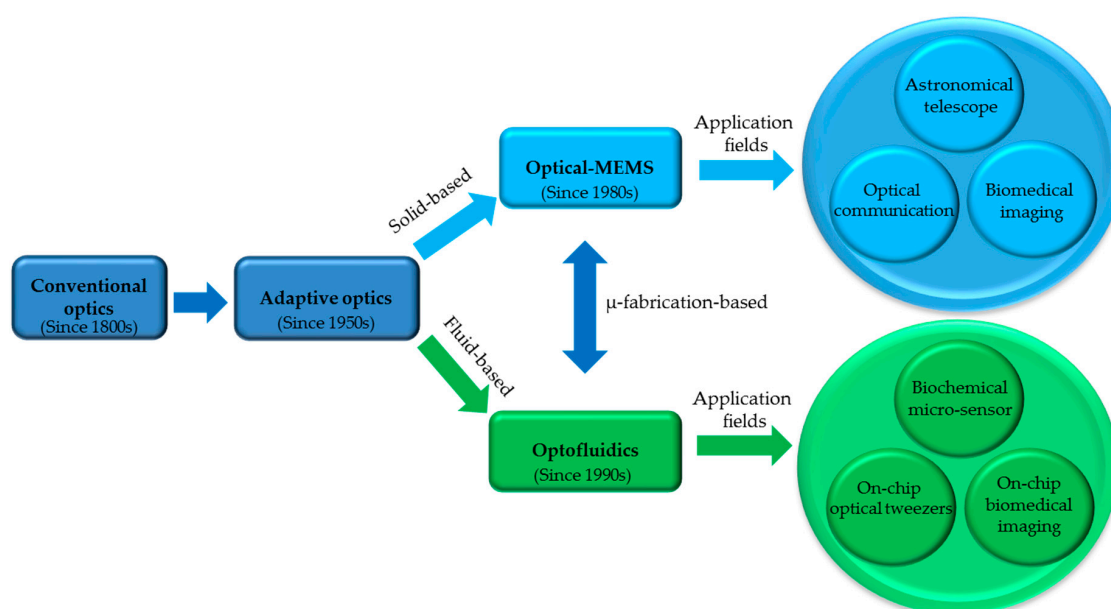 Conventional
optics
(Since 1800s)
Adaptive optics
(Since 1950s)
Solid-based
Fluid-based
Optical-MEMS
(Since 1980s)
μ-fabrication-based
Optofluidics
(Since 1990s)
Application
fields
Astronomical
telescope
Optical
communication
Biomedical
imaging
Application
fields
Biochemical
micro-sensor
On-chip
optical tweezers
On-chip
biomedical
imaging